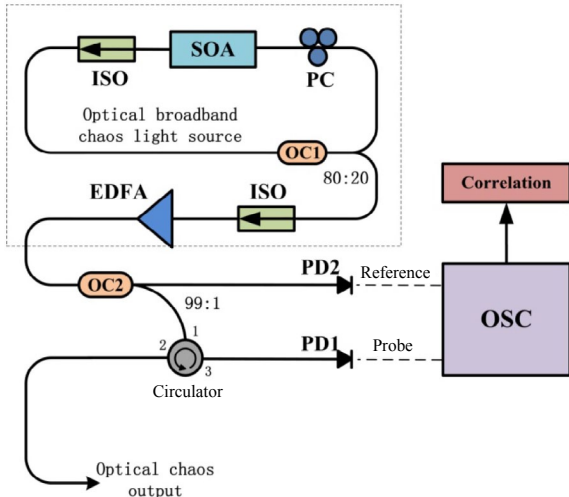 SOA
ISO
PC
Optical broadband
chaos light source
OC1
80:20
EDFA
ISO
Correlation
PD2
Reference
OC2
99:1
OSC
1
PD1
Probe
2
3
Circulator
Optical chaos
output